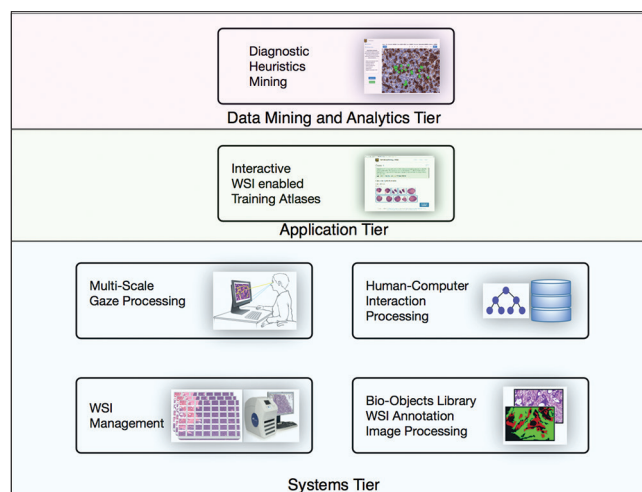 Diagnostic
Heuristics
Mining
Data Mining and Analytics Tier
Interactive
WSI enabled
Training Atlases
Application Tier
Multi-Scale
Gaze Processing
Human-Computer
Interaction
Processing
WSI
Management
Bio-Objects Library
WSI Annotation
Image Processing
Systems Tier